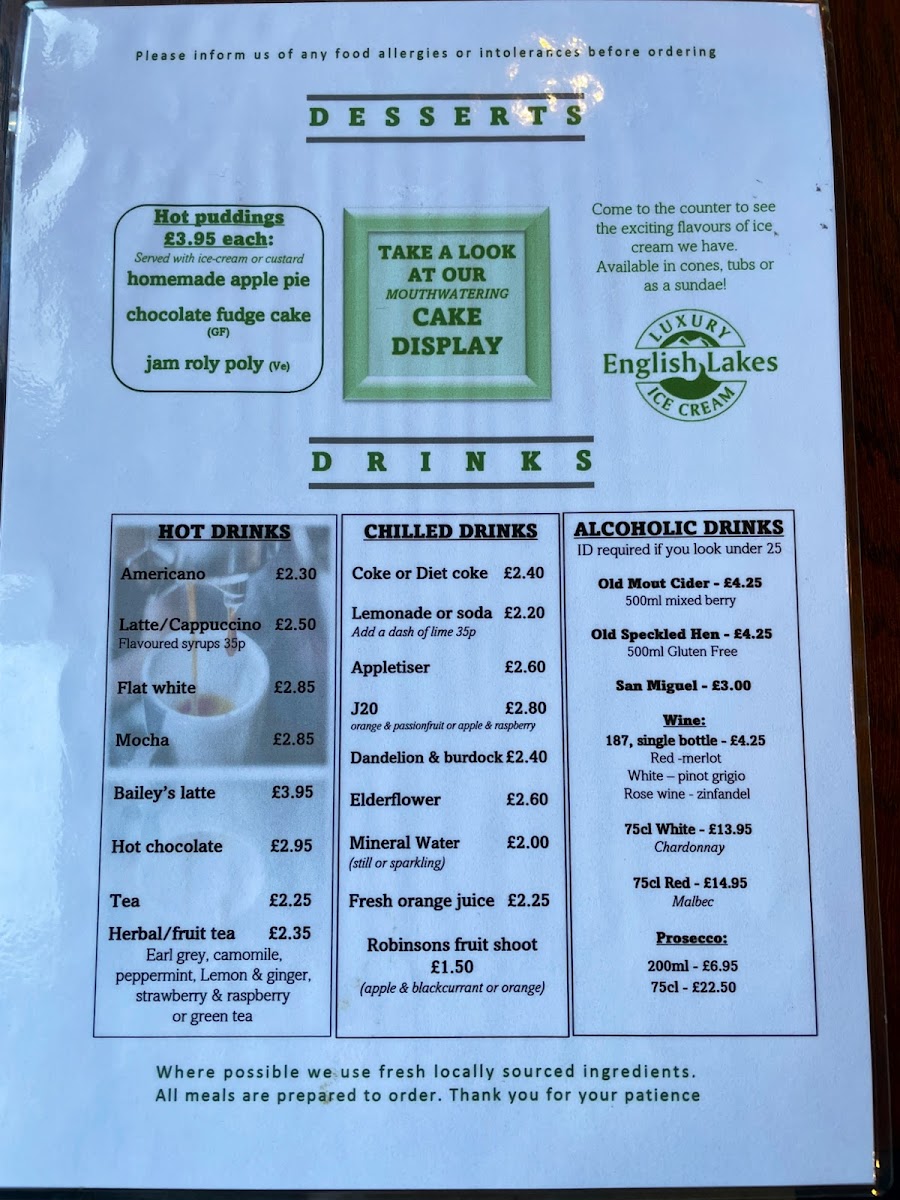 Please inform us of any food allergies or intolerances before ordering
DESSERTS
Hot puddings
£3.95 each:
Served with ice-cream or custard
homemade apple pie
chocolate fudge cake
(GF)
jam roly poly (Ve)
TAKE A LOOK
AT OUR
MOUTHWATERING
CAKE
DISPLAY
Come to the counter to see
the exciting flavours of ice
cream we have.
Available in cones, tubs or
as a sundae!
LUXURY
English Lakes
ICE CREAM
DRINKS
HOT DRINKS
Americano £2.30
Latte/Cappuccino £2.50
Flavoured syrups 35p
Flat white £2.85
Mocha £2.85
Bailey's latte £3.95
Hot chocolate £2.95
Tea £2.25
Herbal/fruit tea £2.35
Earl grey, camomile,
peppermint, Lemon & ginger,
strawberry & raspberry
or green tea
CHILLED DRINKS
Coke or Diet coke £2.40
Lemonade or soda £2.20
Add a dash of lime 35p
Appletiser £2.60
J20 £2.80
orange & passionfruit or apple & raspberry
Dandelion & burdock £2.40
Elderflower £2.60
Mineral Water £2.00
(still or sparkling)
Fresh orange juice £2.25
Robinsons fruit shoot
£1.50
(apple & blackcurrant or orange)
ALCOHOLIC DRINKS
ID required if you look under 25
Old Mout Cider - £4.25
500ml mixed berry
Old Speckled Hen - £4.25
500ml Gluten Free
San Miguel - £3.00
Wine:
187, single bottle - £4.25
Red -merlot
White – pinot grigio
Rose wine - zinfandel
75cl White - £13.95
Chardonnay
75cl Red - £14.95
Malbec
Prosecco:
200ml - £6.95
75cl - £22.50
Where possible we use fresh locally sourced ingredients.
All meals are prepared to order. Thank you for your patience